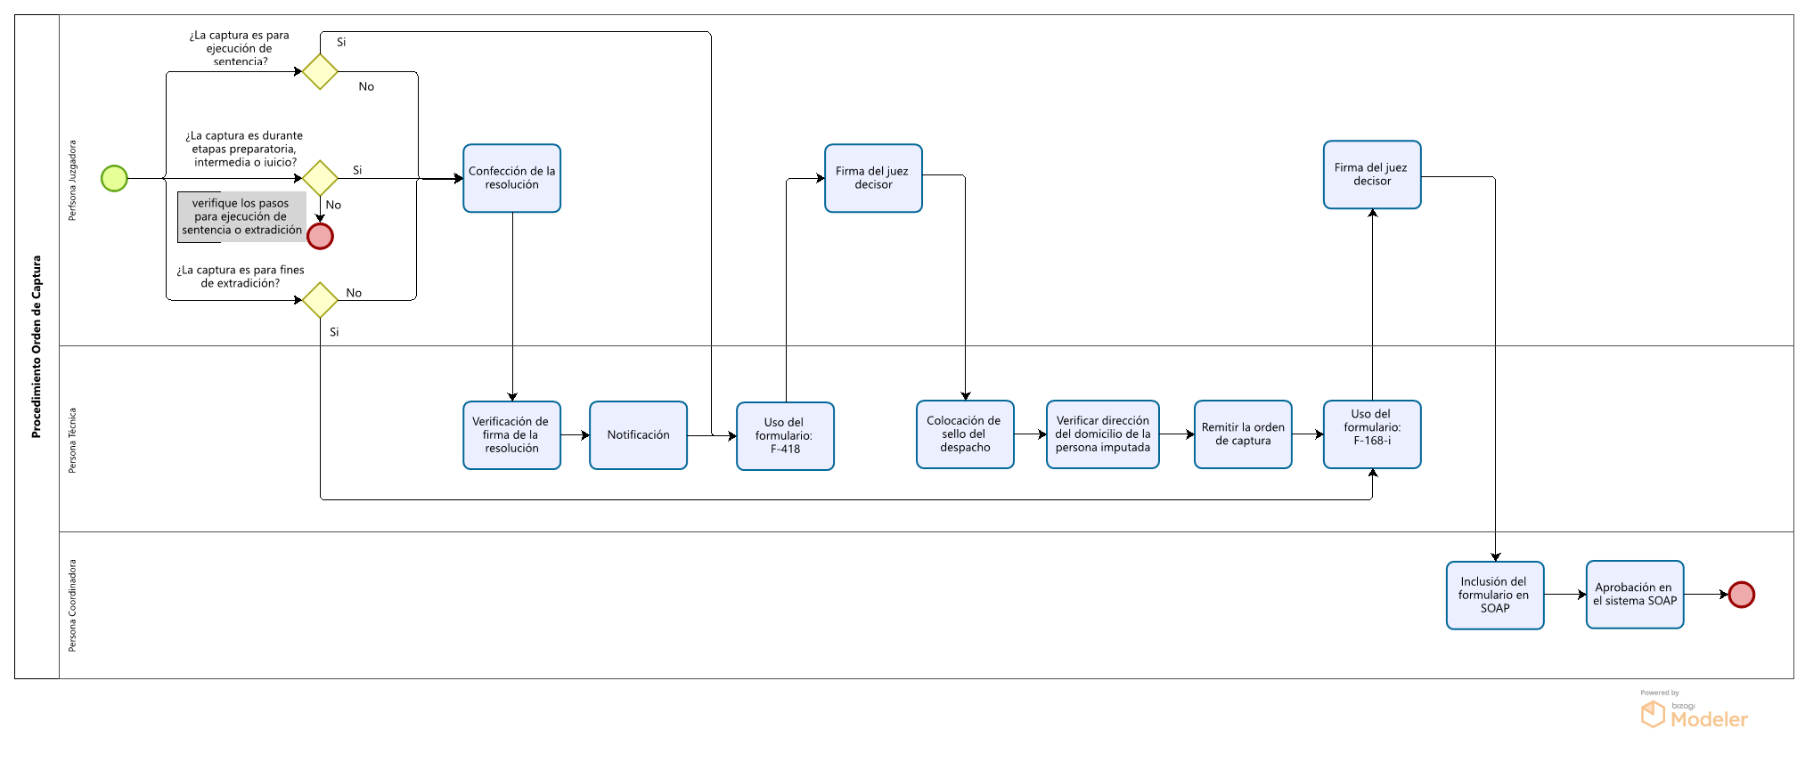 Procedimiento Orden de Captura
Perfsona Juzgadora
¿La captura es para
ejecución de
sentencia?
Si
No
¿La captura es durante
etapas preparatoria,
intermedia o iuicio?
Si
No
verifique los pasos
para ejecución de
sentencia o extradición
¿La captura es para fines
de extradición?
No
Si
Confección de la
resolución
Firma del juez
decisor
Firma del juez
decisor
Persona Técnica
Verificación de
firma de la
resolución
Notificación
Uso del
formulario:
F-418
Colocación de
sello del
despacho
Verificar dirección
del domicilio de la
persona imputada
Remitir la orden
de captura
Uso del
formulario:
F-168-i
Persona Coordinadora
Inclusión del
formulario en
SOAP
Aprobación en
el sistema SOAP
Powered by
bizagi
Modeler